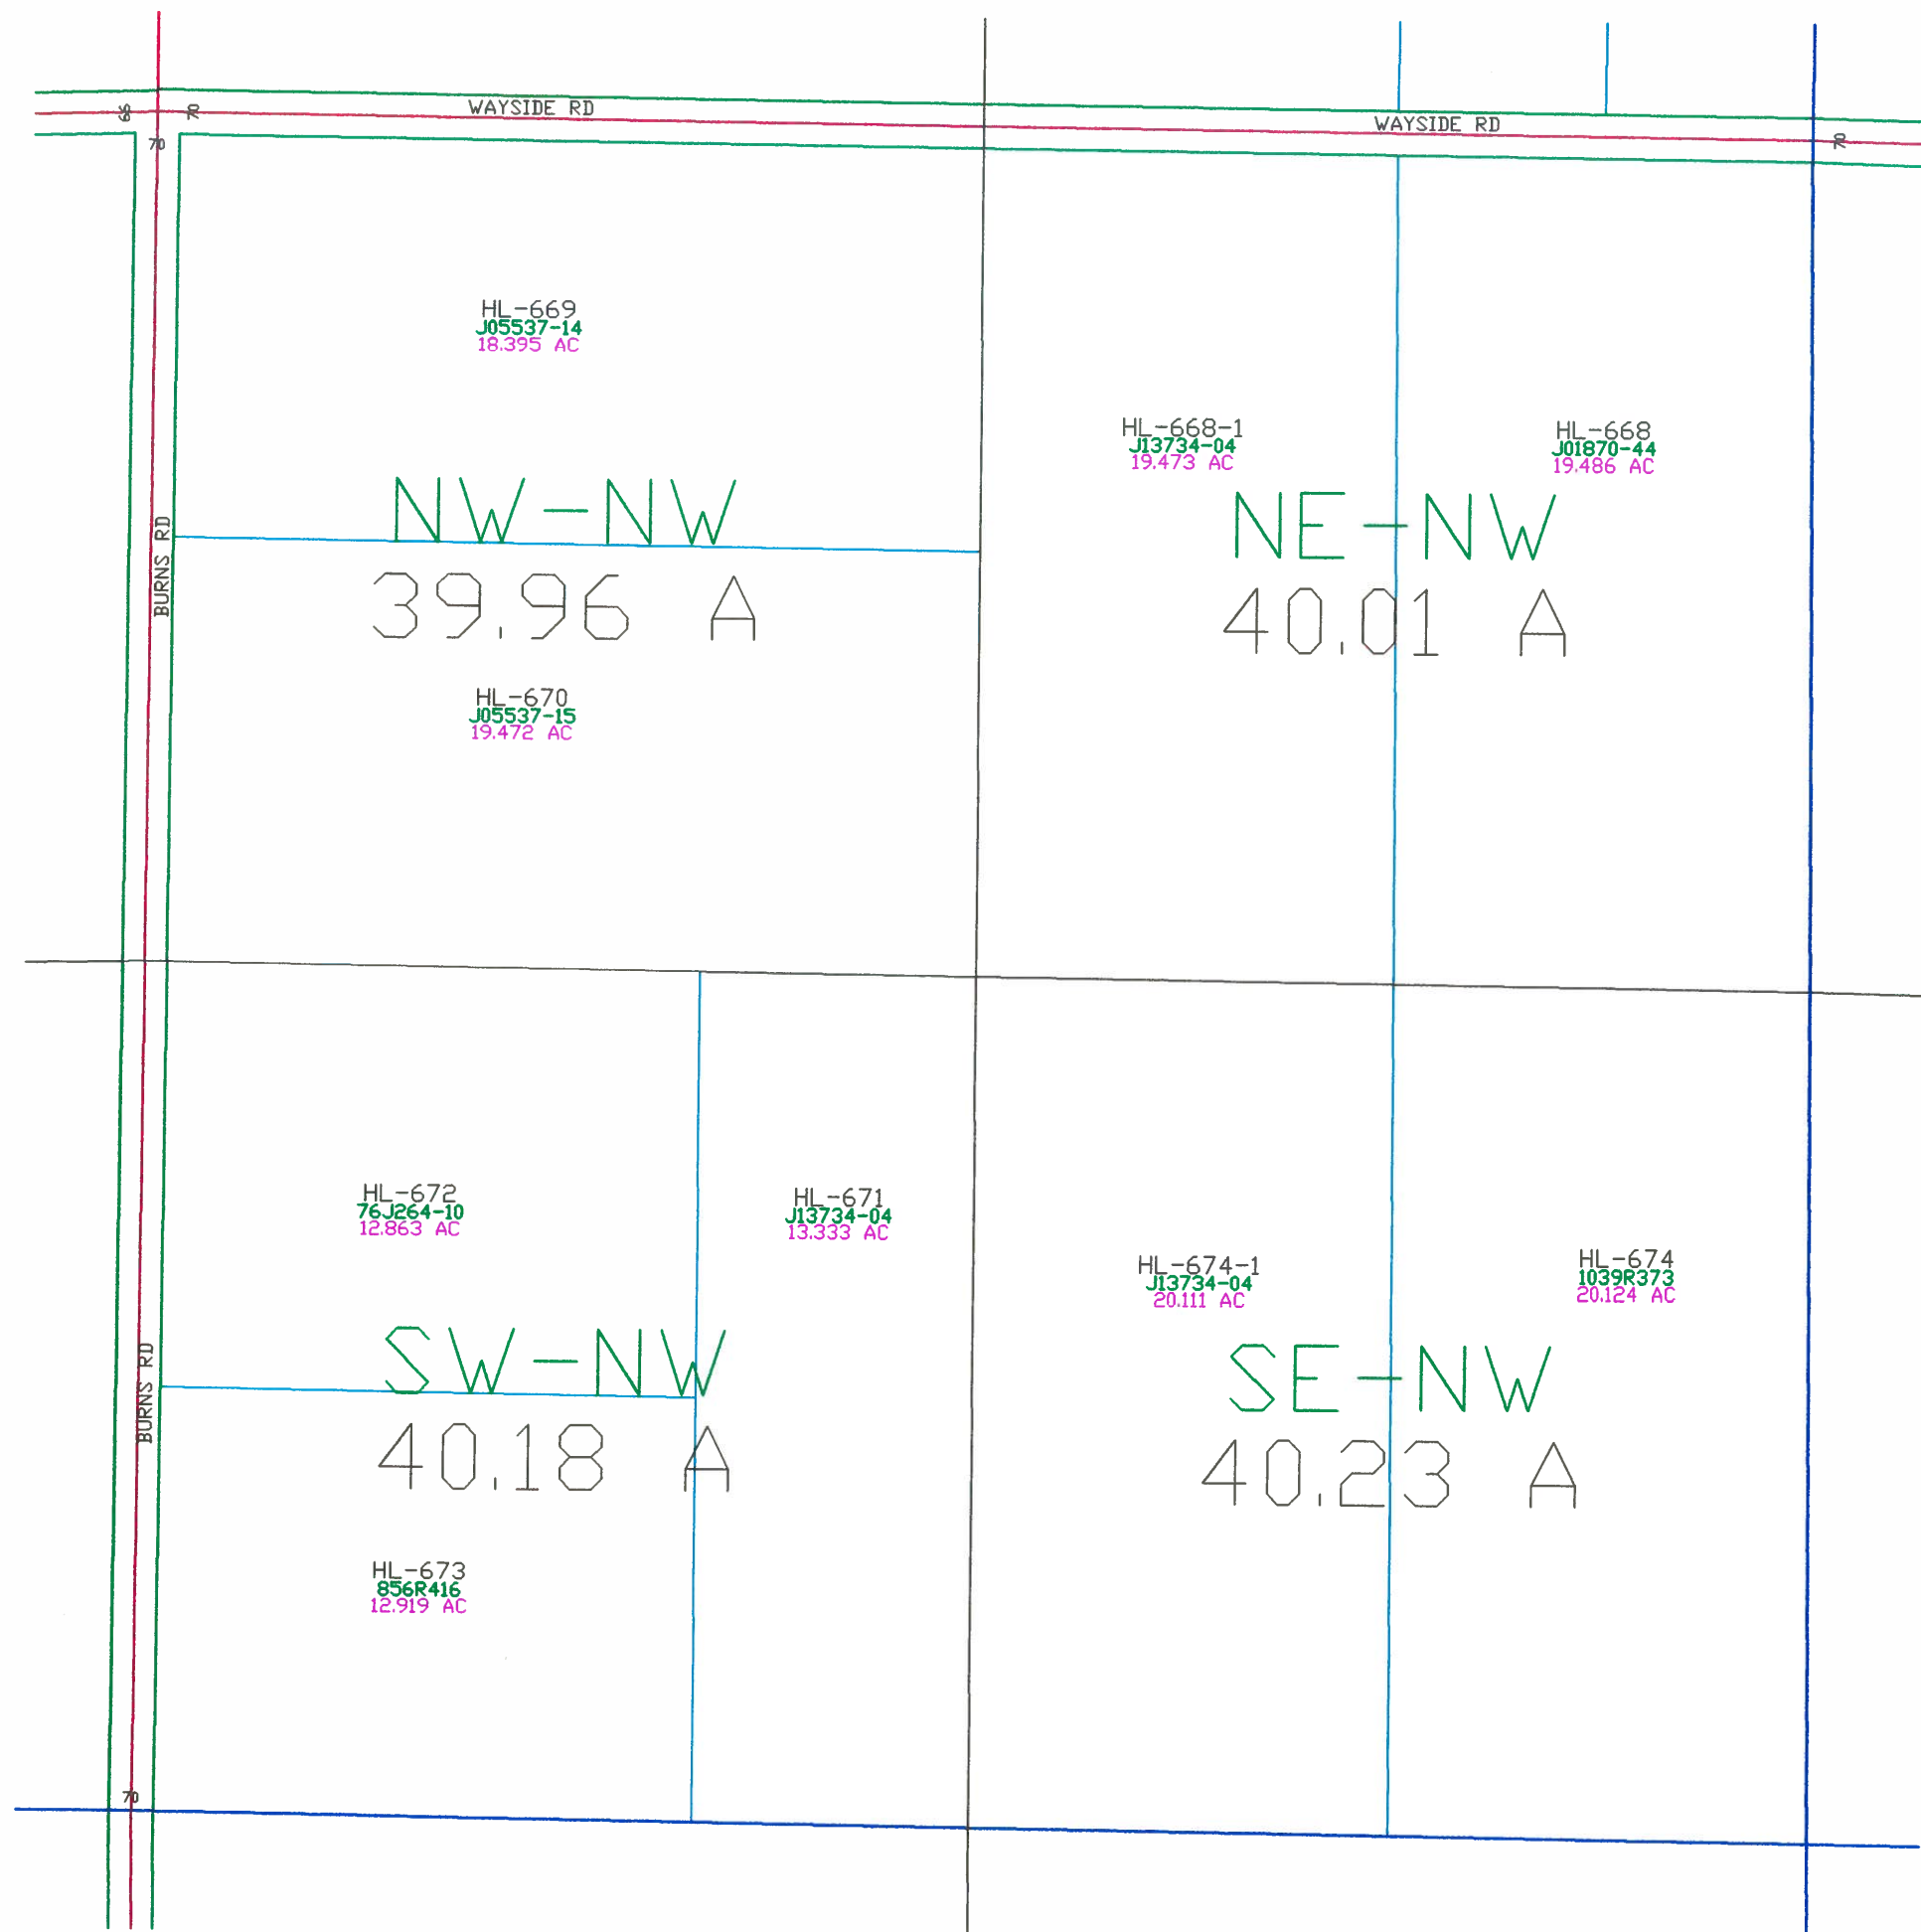 WAYSIDE RD
WAYSIDE RD
66
70
70
70
HL-669
J05537-14
18.395 AC
HL-668-1
J13734-04
19.473 AC
HL-668
J01870-44
19.486 AC
NW-NW
39.96 A
NE-NW
40.01 A
BURNS RD
HL-670
J05537-15
19.472 AC
HL-672
76J264-10
12.863 AC
HL-671
J13734-04
13.333 AC
HL-674-1
J13734-04
20.111 AC
HL-674
1039R373
20.124 AC
SW-NW
40.18 A
SE-NW
40.23 A
BURNS RD
HL-673
856R416
12.919 AC
70